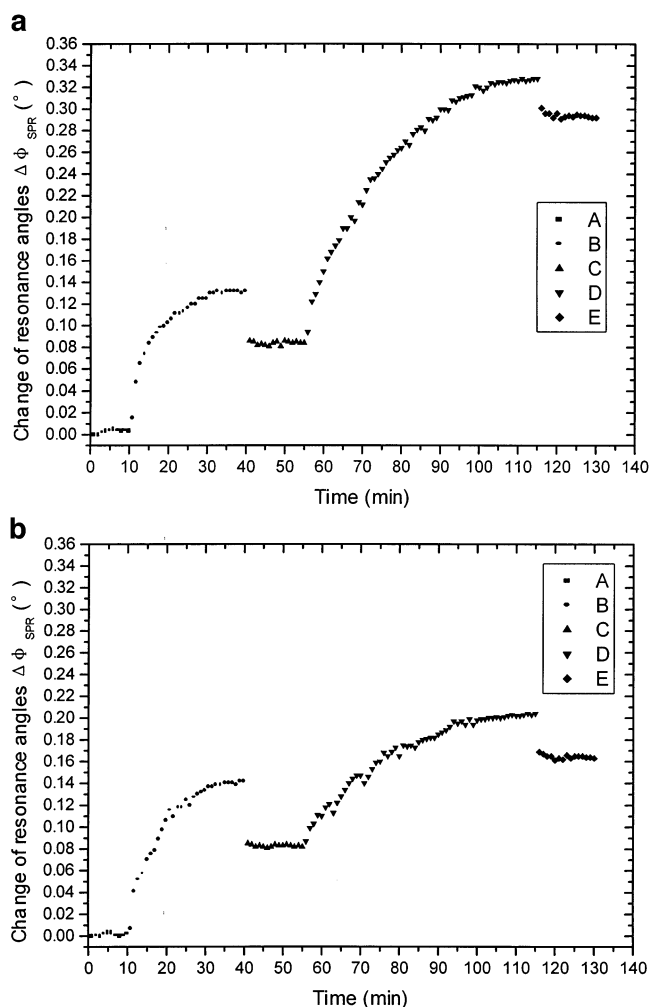 a
Change of resonance angles Δ Φ SPR (°)
0.36
0.34
0.32
0.30
0.28
0.26
0.24
0.22
0.20
0.18
0.16
0.14
0.12
0.10
0.08
0.06
0.04
0.02
0.00
A
B
C
D
E
0 10 20 30 40 50 60 70 80 90 100 110 120 130 140
Time (min)
b
Change of resonance angles Δ Φ SPR (°)
0.36
0.34
0.32
0.30
0.28
0.26
0.24
0.22
0.20
0.18
0.16
0.14
0.12
0.10
0.08
0.06
0.04
0.02
0.00
A
B
C
D
E
0 10 20 30 40 50 60 70 80 90 100 110 120 130 140
Time (min)